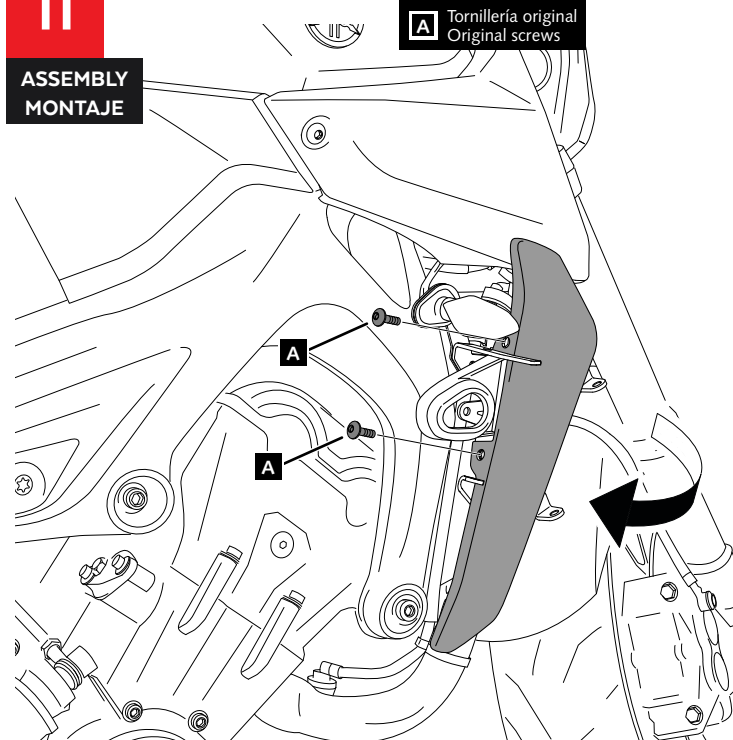 11
ASSEMBLY
MONTAJE
A Tornillería original
Original screws
A
A